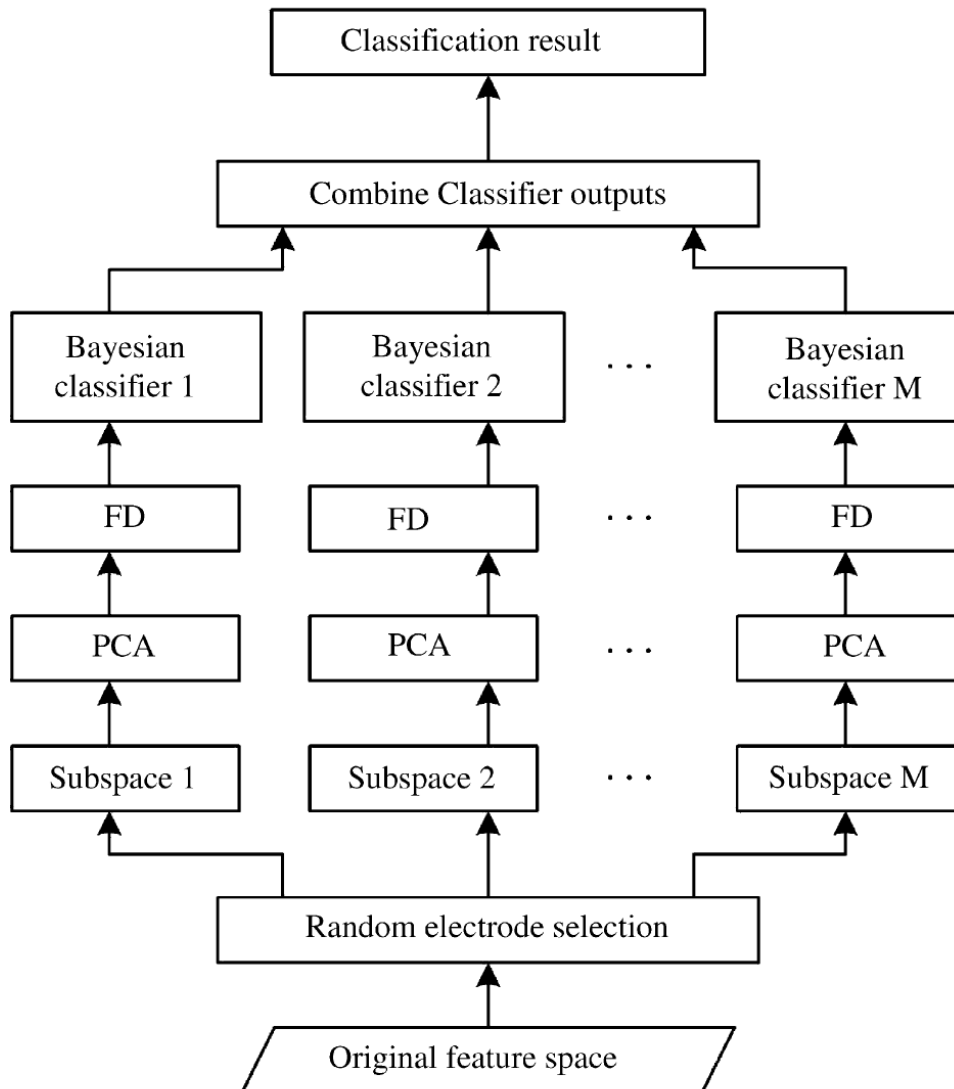 Classification result
Combine Classifier outputs
Bayesian
classifier 1
Bayesian
classifier 2
. . .
Bayesian
classifier M
FD
FD
. . .
FD
PCA
PCA
. . .
PCA
Subspace 1
Subspace 2
. . .
Subspace M
Random electrode selection
Original feature space